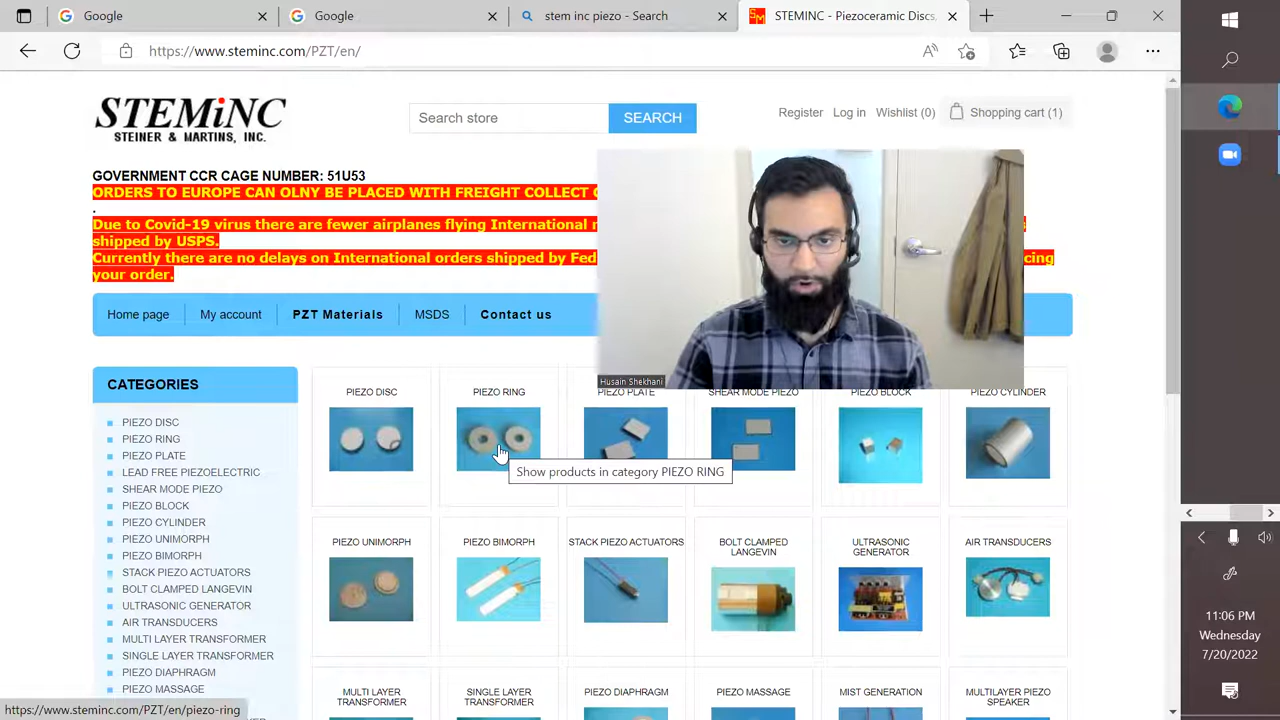 Google
Google
stem inc piezo - Search
STEMINC - Piezoceramic Discs,
https://www.steminc.com/PZT/en/
STEMiNC
STEINER & MARTINS, INC.
Search store
SEARCH
Register
Log in
Wishlist (0)
Shopping cart (1)
GOVERNMENT CCR CAGE NUMBER: 51U53
ORDERS TO EUROPE CAN OLNY BE PLACED WITH FREIGHT COLLECT
.
Due to Covid-19 virus there are fewer airplanes flying International
shipped by USPS.
Currently there are no delays on International orders shipped by Fed
your order.
Home page
My account
PZT Materials
MSDS
Contact us
Husain Shekhani
CATEGORIES
PIEZO DISC
PIEZO RING
PIEZO PLATE
LEAD FREE PIEZOELECTRIC
SHEAR MODE PIEZO
PIEZO BLOCK
PIEZO CYLINDER
PIEZO UNIMORPH
PIEZO BIMORPH
STACK PIEZO ACTUATORS
BOLT CLAMPED LANGEVIN
ULTRASONIC GENERATOR
AIR TRANSDUCERS
MULTI LAYER TRANSFORMER
SINGLE LAYER TRANSFORMER
PIEZO DIAPHRAGM
PIEZO MASSAGE
PIEZO DISC
PIEZO RING
PIEZO PLATE
SHEAR MODE PIEZO
PIEZO BLOCK
PIEZO CYLINDER
Show products in category PIEZO RING
PIEZO UNIMORPH
PIEZO BIMORPH
STACK PIEZO ACTUATORS
BOLT CLAMPED
LANGEVIN
ULTRASONIC
GENERATOR
AIR TRANSDUCERS
MULTI LAYER
TRANSFORMER
SINGLE LAYER
TRANSFORMER
PIEZO DIAPHRAGM
PIEZO MASSAGE
MIST GENERATION
MULTILAYER PIEZO
SPEAKER
https://www.steminc.com/PZT/en/piezo-ring
11:06 PM
Wednesday
7/20/2022